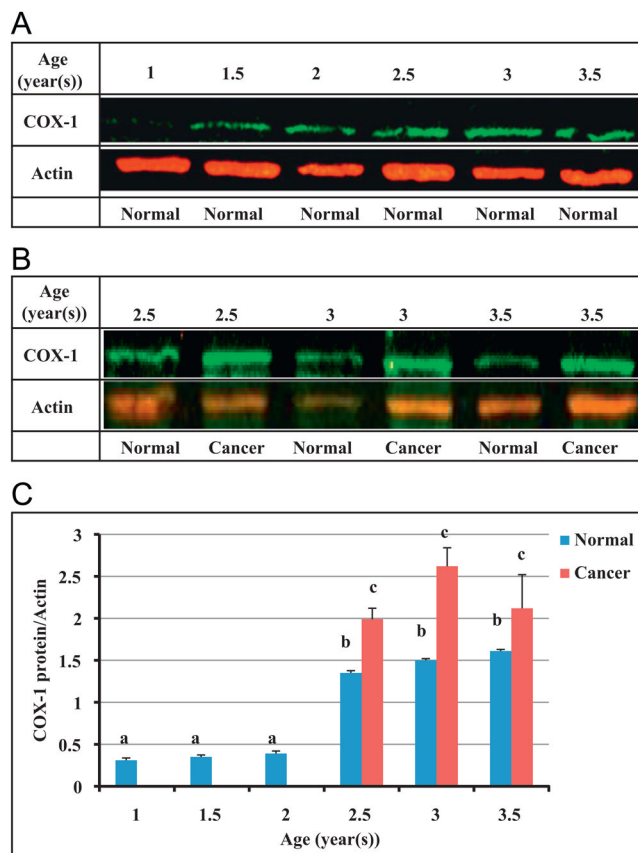 A
Age (year(s)) 1 1.5 2 2.5 3 3.5
COX-1
Actin
Normal Normal Normal Normal Normal Normal
B
Age (year(s)) 2.5 2.5 3 3 3.5 3.5
COX-1
Actin
Normal Cancer Normal Cancer Normal Cancer
C
3
2.5
2
1.5
1
0.5
0
COX-1 protein/Actin
a a a b c b c b c
Normal
Cancer
1 1.5 2 2.5 3 3.5
Age (year(s))